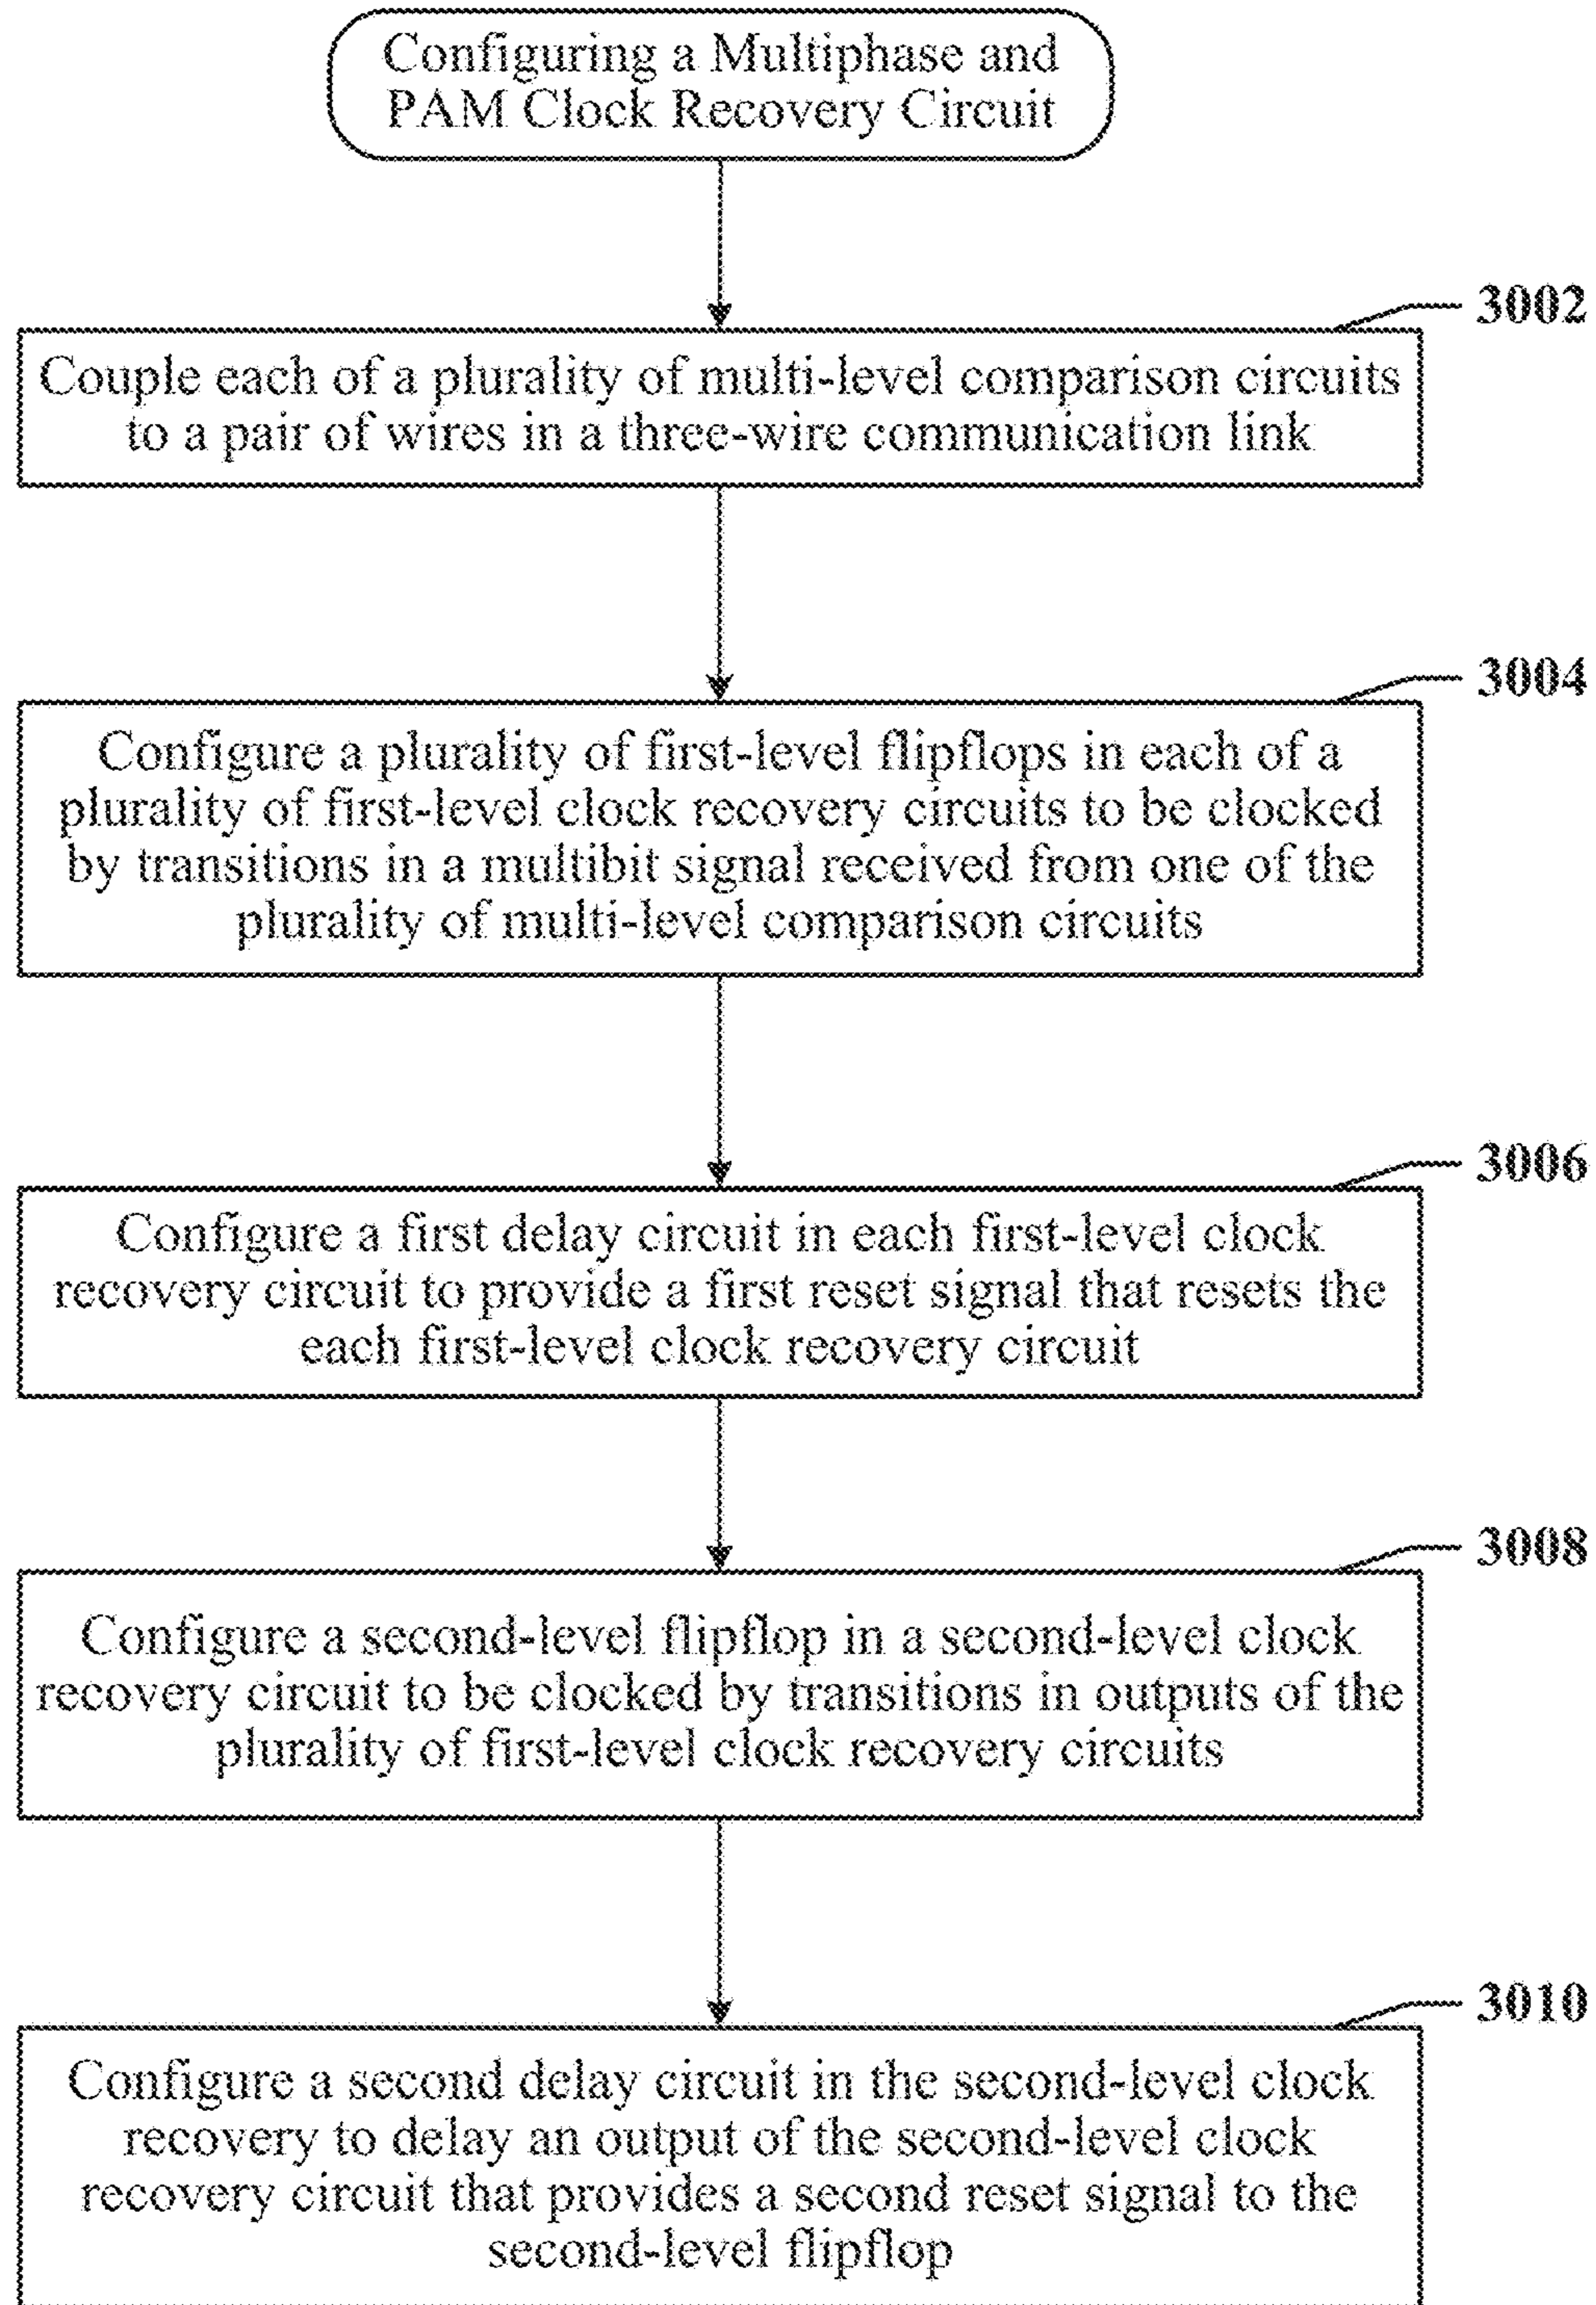 Configuring a Multiphase and
PAM Clock Recovery Circuit
3002
Couple each of a plurality of multi-level comparison circuits
to a pair of wires in a three-wire communication link
3004
Configure a plurality of first-level flipflops in each of a
plurality of first-level clock recovery circuits to be clocked
by transitions in a multibit signal received from one of the
plurality of multi-level comparison circuits
3006
Configure a first delay circuit in each first-level clock
recovery circuit to provide a first reset signal that resets the
each first-level clock recovery circuit
3008
Configure a second-level flipflop in a second-level clock
recovery circuit to be clocked by transitions in outputs of the
plurality of first-level clock recovery circuits
3010
Configure a second delay circuit in the second-level clock
recovery to delay an output of the second-level clock
recovery circuit that provides a second reset signal to the
second-level flipflop